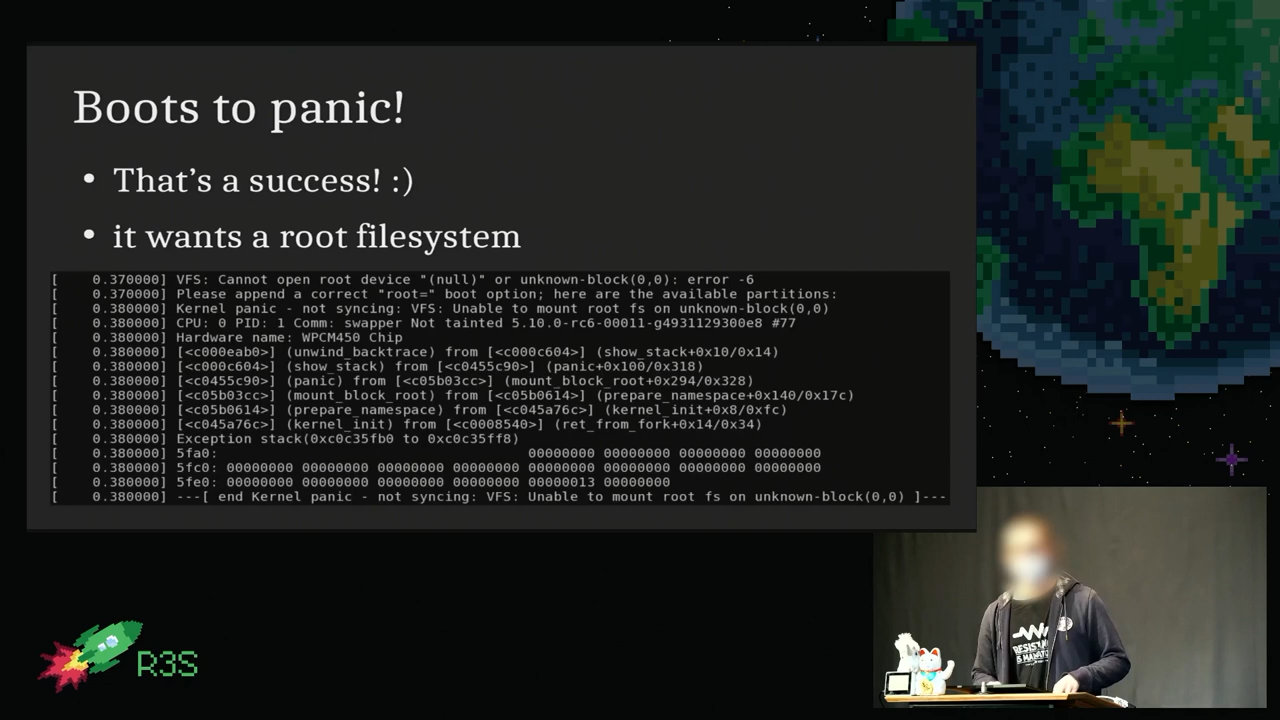 Boots to panic!
• That's a success! :)
• it wants a root filesystem
[    0.370000] VFS: Cannot open root device "(null)" or unknown-block(0,0): error -6
[    0.370000] Please append a correct "root=" boot option; here are the available partitions:
[    0.380000] Kernel panic - not syncing: VFS: Unable to mount root fs on unknown-block(0,0)
[    0.380000] CPU: 0 PID: 1 Comm: swapper Not tainted 5.10.0-rc6-00011-g4931129300e8 #77
[    0.380000] Hardware name: WPCM450 Chip
[    0.380000] [<c000eab0>] (unwind_backtrace) from [<c000c604>] (show_stack+0x10/0x14)
[    0.380000] [<c000c604>] (show_stack) from [<c0455c90>] (panic+0x100/0x318)
[    0.380000] [<c0455c90>] (panic) from [<c05b03cc>] (mount_block_root+0x294/0x328)
[    0.380000] [<c05b03cc>] (mount_block_root) from [<c05b0614>] (prepare_namespace+0x140/0x17c)
[    0.380000] [<c05b0614>] (prepare_namespace) from [<c045a76c>] (kernel_init+0x8/0xfc)
[    0.380000] [<c045a76c>] (kernel_init) from [<c0008540>] (ret_from_fork+0x14/0x34)
[    0.380000] Exception stack(0xc0c35fb0 to 0xc0c35ff8)
[    0.380000] 5fa0:                                     00000000 00000000 00000000 00000000
[    0.380000] 5fc0: 00000000 00000000 00000000 00000000 00000000 00000000 00000000 00000000
[    0.380000] 5fe0: 00000000 00000000 00000000 00000000 00000013 00000000
[    0.380000] ---[ end Kernel panic - not syncing: VFS: Unable to mount root fs on unknown-block(0,0) ]---
R3S